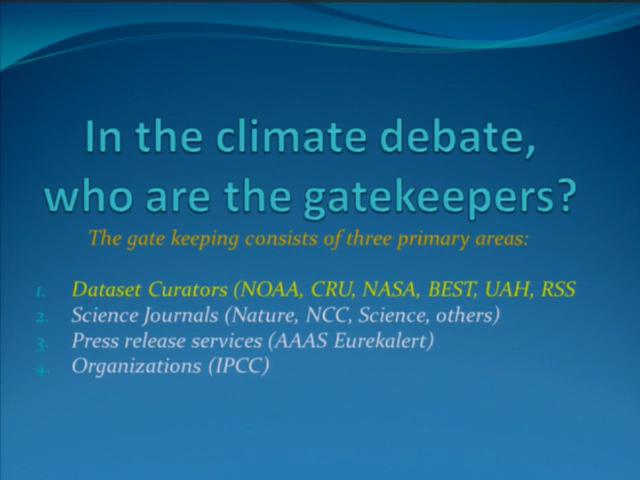 In the climate debate,
who are the gatekeepers?
The gate keeping consists of three primary areas:
1. Dataset Curators (NOAA, CRU, NASA, BEST, UAH, RSS
2. Science Journals (Nature, NCC, Science, others)
3. Press release services (AAAS Eurekalert)
4. Organizations (IPCC)